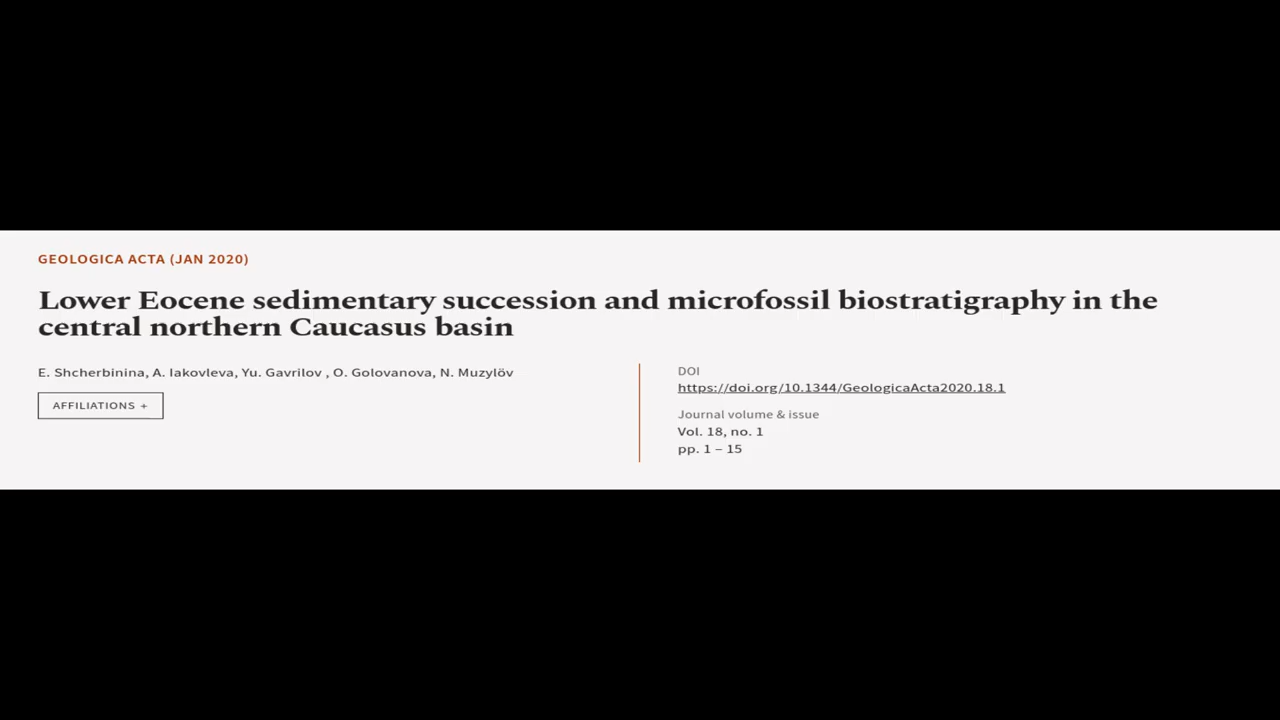 GEOLOGICA ACTA (JAN 2020)
Lower Eocene sedimentary succession and microfossil biostratigraphy in the
central northern Caucasus basin
E. Shcherbinina, A. Iakovleva, Yu. Gavrilov , O. Golovanova, N. Muzylöv
AFFILIATIONS +
DOI
https://doi.org/10.1344/GeologicaActa2020.18.1
Journal volume & issue
Vol. 18, no. 1
pp. 1 – 15